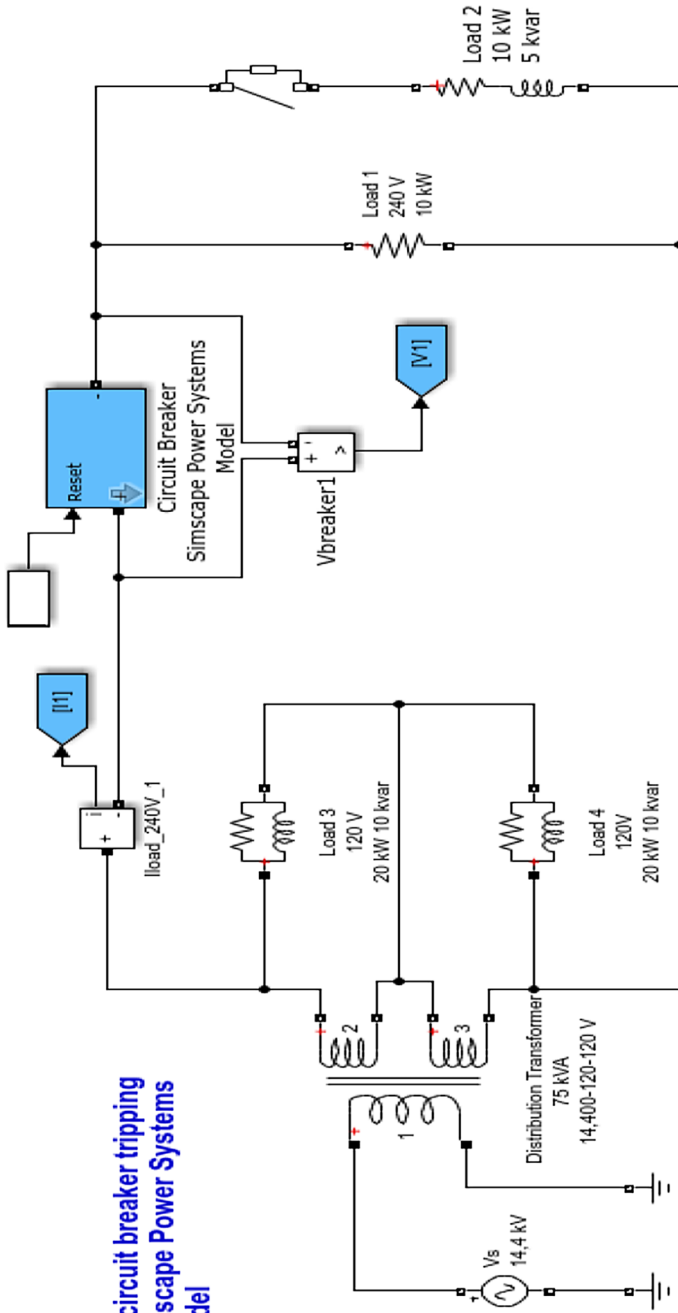 circuit breaker tripping
scape Power Systems
del
Vs
14,4 kV
+
1
+
2
+
3
+
Distribution Transformer
75 kVA
14,400-120-120 V
[I1]
i
+
-
Iload_240V_1
+
Load 3
120 V
20 kW 10 kvar
+
Load 4
120V
20 kW 10 kvar
Reset
+
-
Circuit Breaker
Simscape Power Systems
Model
+
-
v
Vbreaker1
[V1]
+
Load 1
240 V
10 kW
+
Load 2
10 kW
5 kvar